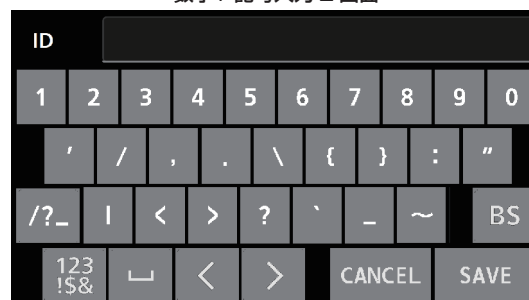 ID
1 2 3 4 5 6 7 8 9 0
' / , . \ { } : "
/?_ | < > ? ` _ ~ BS
123 !$& ⎵ < > CANCEL SAVE